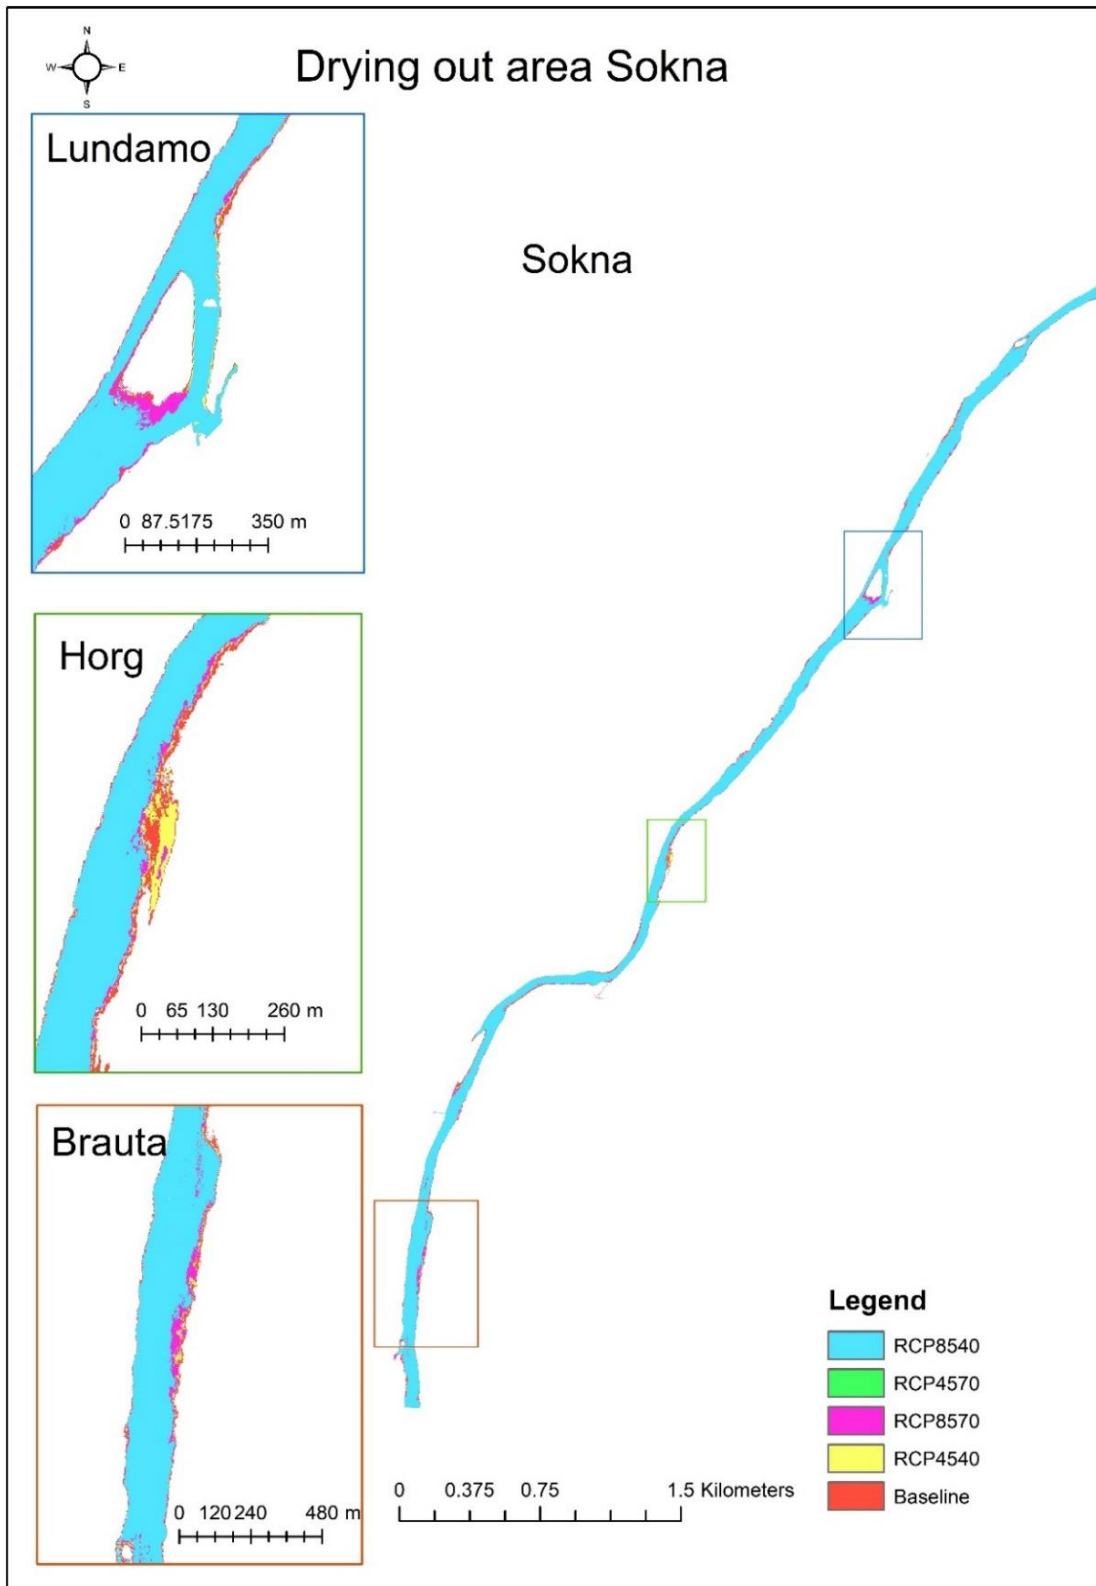 N
W E
S
Drying out area Sokna
Lundamo
0 87.5175 350 m
Sokna
Horg
0 65 130 260 m
Brauta
0 120 240 480 m
0 0.375 0.75 1.5 Kilometers
Legend
RCP8540
RCP4570
RCP8570
RCP4540
Baseline